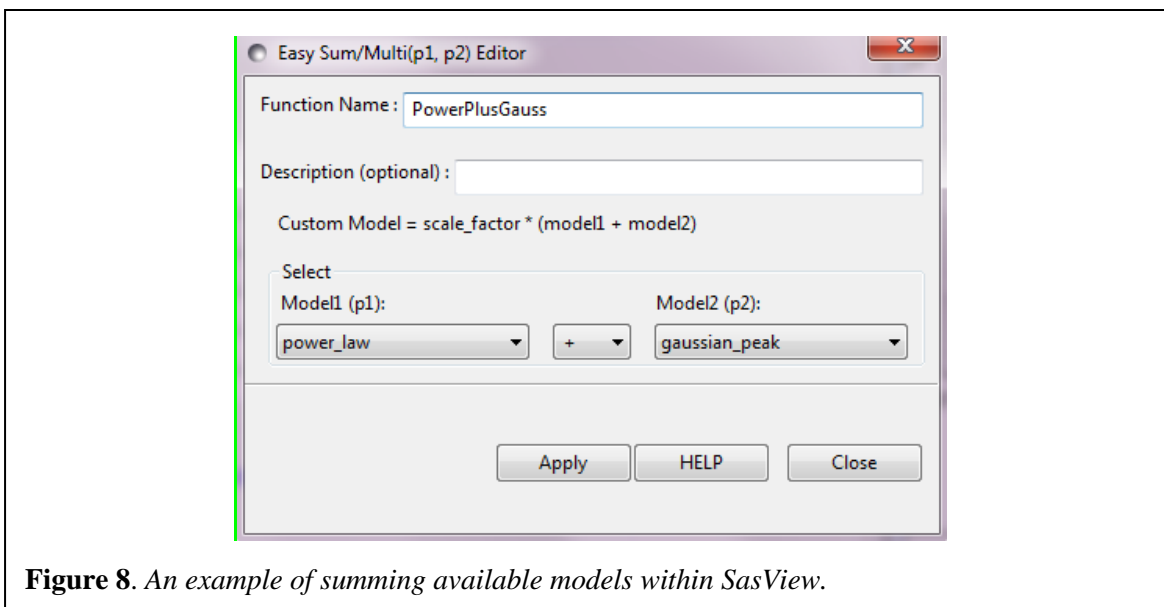 Easy Sum/Multi(p1, p2) Editor
Function Name : PowerPlusGauss
Description (optional) :
Custom Model = scale_factor * (model1 + model2)
Select
Model1 (p1): Model2 (p2):
power_law + gaussian_peak
Apply HELP Close
Figure 8. An example of summing available models within SasView.